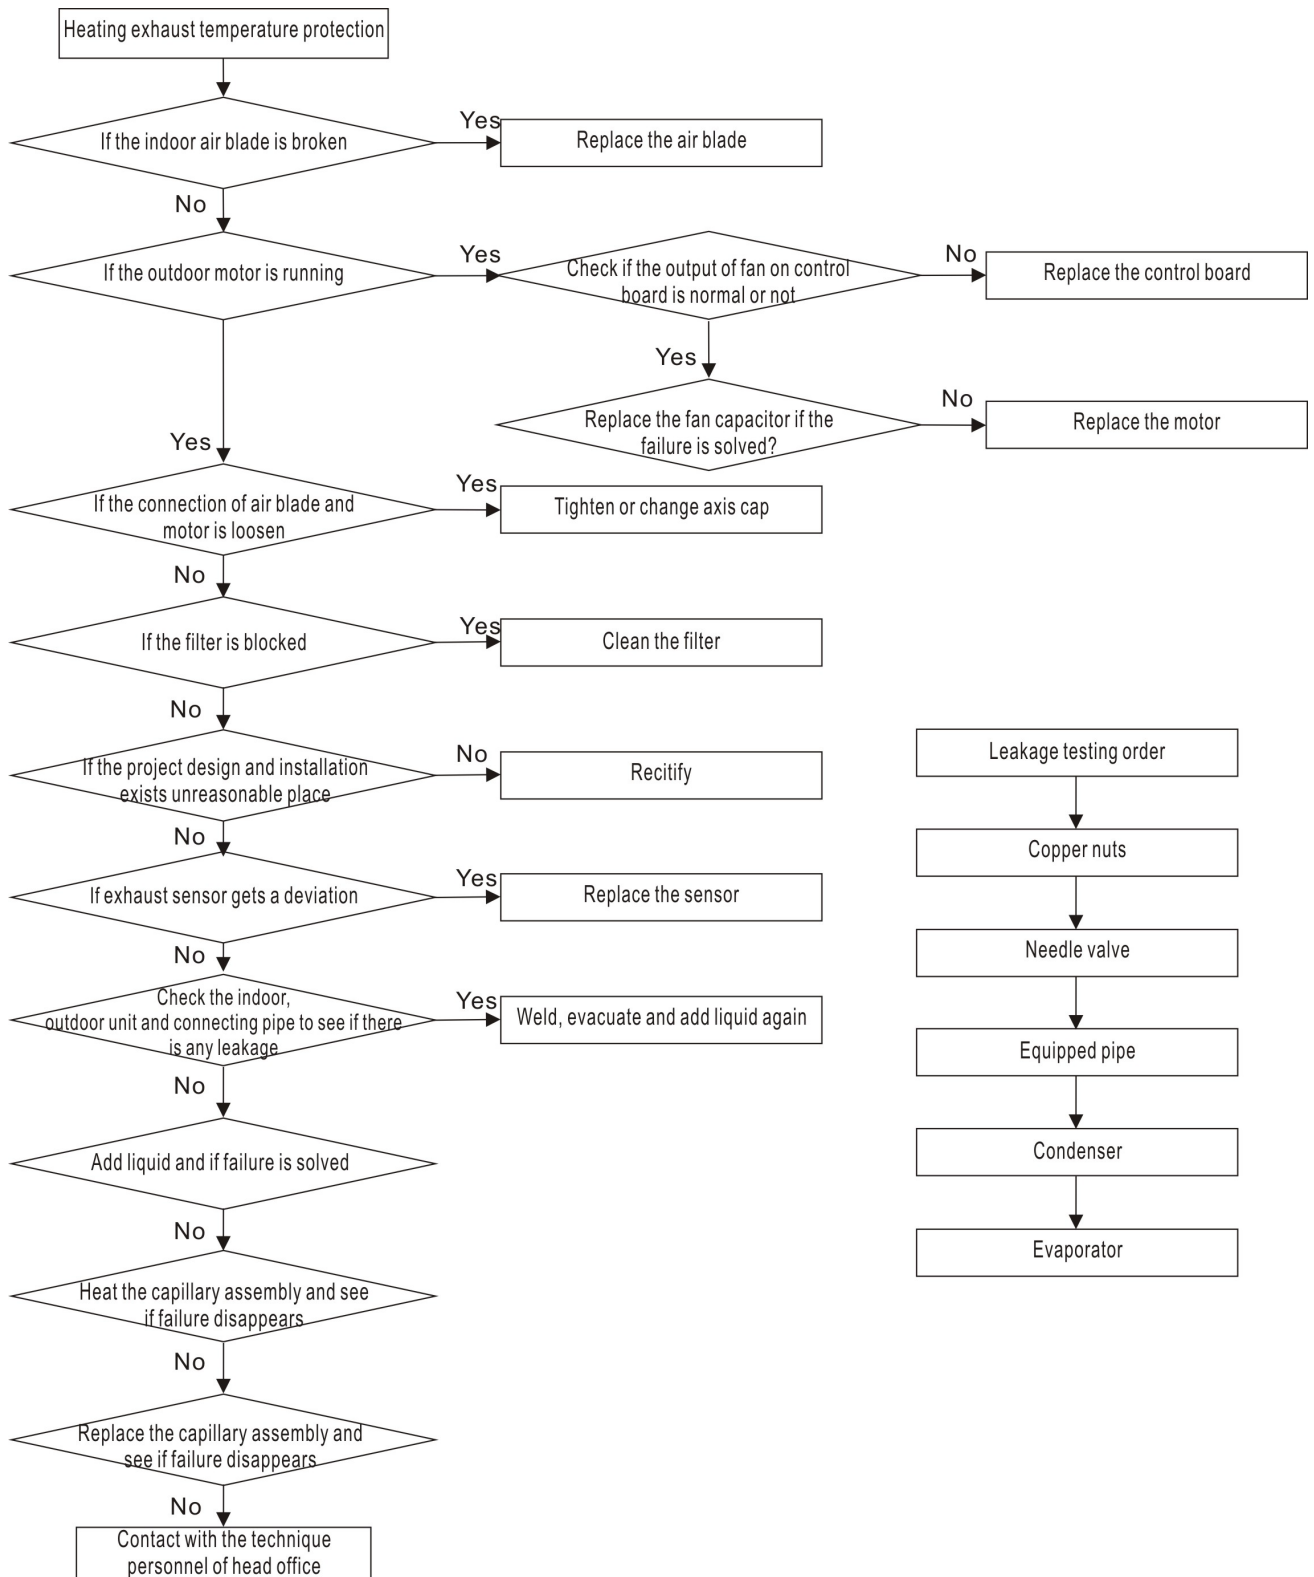 Heating exhaust temperature protection
If the indoor air blade is broken
Yes
Replace the air blade
No
If the outdoor motor is running
Yes
Check if the output of fan on control
board is normal or not
No
Replace the control board
Yes
Replace the fan capacitor if the
failure is solved?
No
Replace the motor
Yes
If the connection of air blade and
motor is loosen
Yes
Tighten or change axis cap
No
If the filter is blocked
Yes
Clean the filter
No
If the project design and installation
exists unreasonable place
No
Recitify
No
If exhaust sensor gets a deviation
Yes
Replace the sensor
No
Check the indoor,
outdoor unit and connecting pipe to see if there
is any leakage
Yes
Weld, evacuate and add liquid again
No
Add liquid and if failure is solved
No
Heat the capillary assembly and see
if failure disappears
No
Replace the capillary assembly and
see if failure disappears
No
Contact with the technique
personnel of head office
Leakage testing order
Copper nuts
Needle valve
Equipped pipe
Condenser
Evaporator